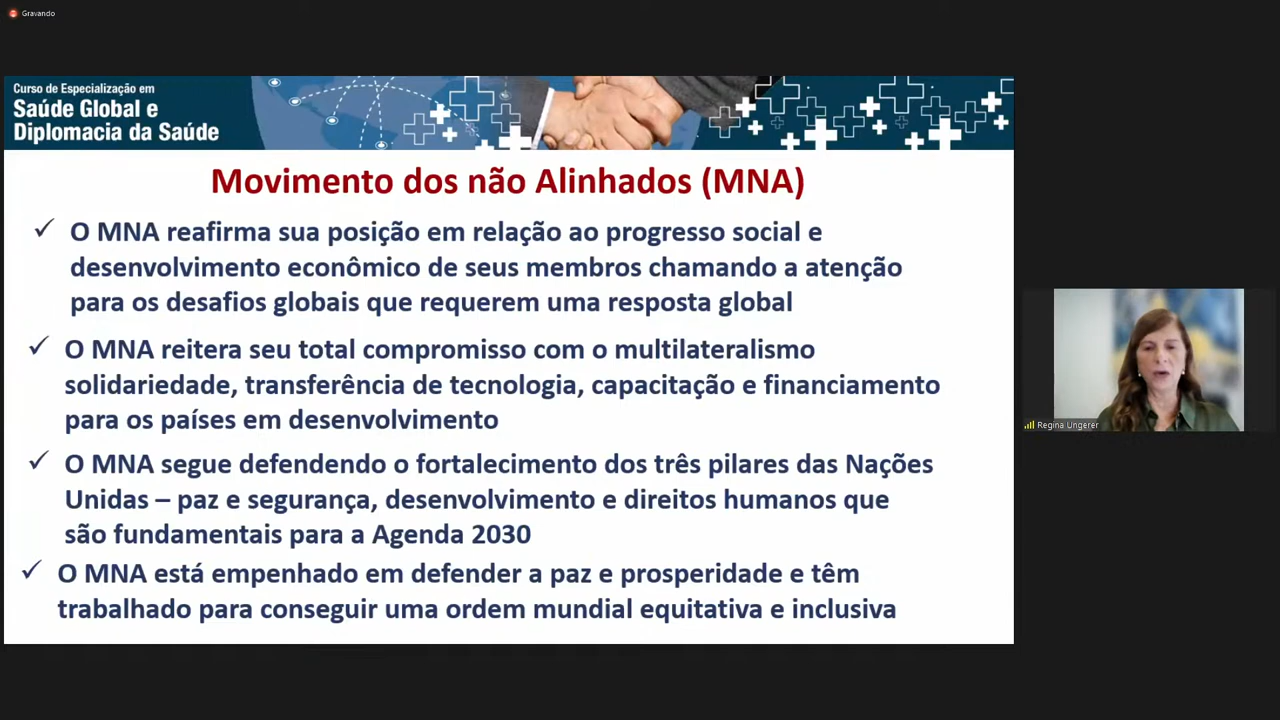 Gravando
Curso de Especialização em
Saúde Global e
Diplomacia da Saúde
Movimento dos não Alinhados (MNA)
✓ O MNA reafirma sua posição em relação ao progresso social e
desenvolvimento econômico de seus membros chamando a atenção
para os desafios globais que requerem uma resposta global
✓ O MNA reitera seu total compromisso com o multilateralismo
solidariedade, transferência de tecnologia, capacitação e financiamento
para os países em desenvolvimento
✓ O MNA segue defendendo o fortalecimento dos três pilares das Nações
Unidas – paz e segurança, desenvolvimento e direitos humanos que
são fundamentais para a Agenda 2030
✓ O MNA está empenhado em defender a paz e prosperidade e têm
trabalhado para conseguir uma ordem mundial equitativa e inclusiva
Regina Ungerer